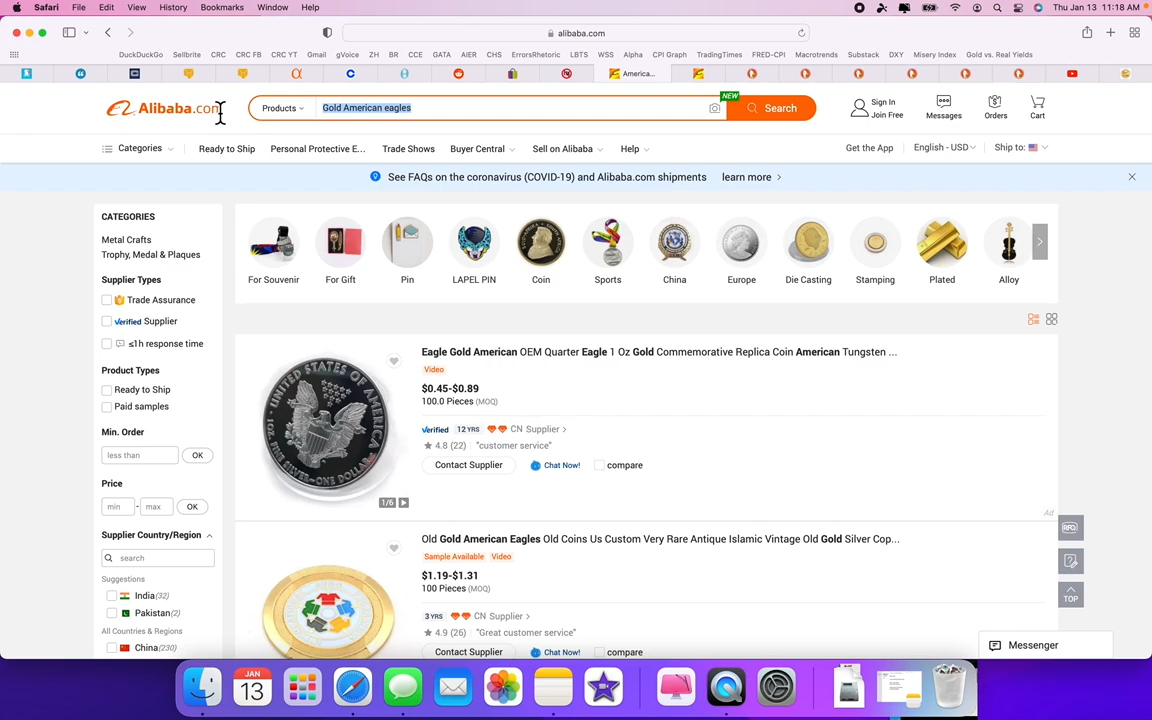 Safari File Edit View History Bookmarks Window Help Thu Jan 13 11:18 AM
alibaba.com
DuckDuckGo Sellbrite CRC CRC FB CRC YT Gmail gVoice ZH BR CCE GATA AIER CHS ErrorsRhetoric LBTS WSS Alpha CPI Graph TradingTimes FRED-CPI Macrotrends Substack DXY Misery Index Gold vs. Real Yields
America...
Alibaba.com Products Gold American eagles NEW Search Sign In
Join Free Messages Orders Cart
Categories Ready to Ship Personal Protective E... Trade Shows Buyer Central Sell on Alibaba Help Get the App English - USD Ship to:
See FAQs on the coronavirus (COVID-19) and Alibaba.com shipments learn more
CATEGORIES
Metal Crafts
Trophy, Medal & Plaques
Supplier Types
Trade Assurance
Verified Supplier
≤1h response time
Product Types
Ready to Ship
Paid samples
Min. Order
less than OK
Price
min - max OK
Supplier Country/Region
search
Suggestions
India(32)
Pakistan(2)
All Countries & Regions
China(230)
For Souvenir For Gift Pin LAPEL PIN Coin Sports China Europe Die Casting Stamping Plated Alloy
Eagle Gold American OEM Quarter Eagle 1 Oz Gold Commemorative Replica Coin American Tungsten ...
Video
$0.45-$0.89
100.0 Pieces (MOQ)
Verified 12 YRS CN Supplier
4.8 (22) "customer service"
Contact Supplier Chat Now! compare
UNITED STATES OF AMERICA
1 OZ. FINE SILVER~ONE DOLLAR
1/6
Ad
Old Gold American Eagles Old Coins Us Custom Very Rare Antique Islamic Vintage Old Gold Silver Cop...
Sample Available Video
$1.19-$1.31
100 Pieces (MOQ)
3 YRS CN Supplier
4.9 (26) "Great customer service"
Contact Supplier Chat Now! compare
RFQ
TOP
Messenger
JAN
13